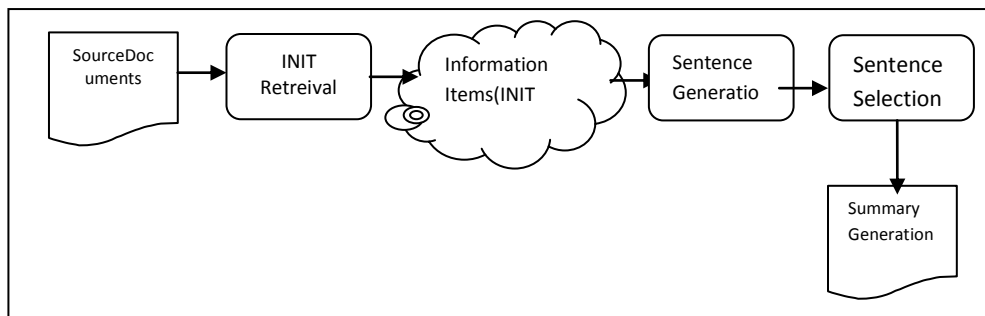 SourceDoc
uments
INIT
Retreival
Information
Items(INIT
Sentence
Generatio
Sentence
Selection
Summary
Generation